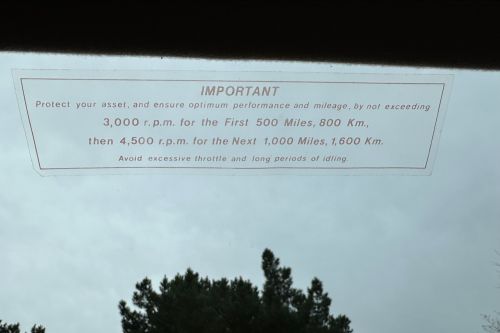 IMPORTANT
Protect your asset, and ensure optimum performance and mileage, by not exceeding
3,000 r.p.m. for the First 500 Miles, 800 Km.,
then 4,500 r.p.m. for the Next 1,000 Miles, 1,600 Km.
Avoid excessive throttle and long periods of idling.